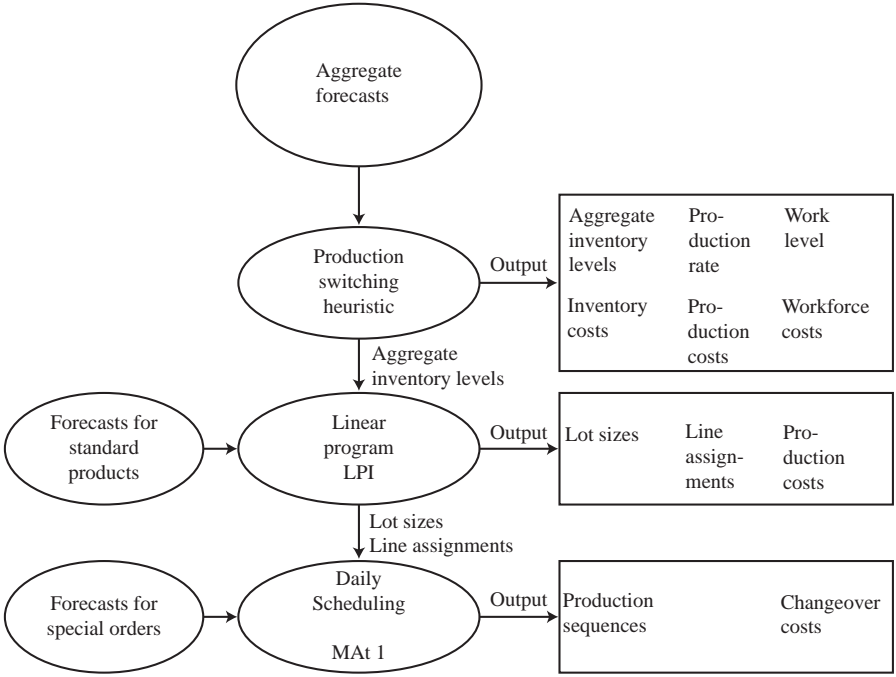 Aggregate
forecasts
Production
switching
heuristic
Output
Aggregate
inventory
levels
Pro-
duction
rate
Work
level
Inventory
costs
Pro-
duction
costs
Workforce
costs
Aggregate
inventory levels
Forecasts for
standard
products
Linear
program
LPI
Output
Lot sizes
Line
assign-
ments
Pro-
duction
costs
Lot sizes
Line assignments
Forecasts for
special orders
Daily
Scheduling
MAt 1
Output
Production
sequences
Changeover
costs